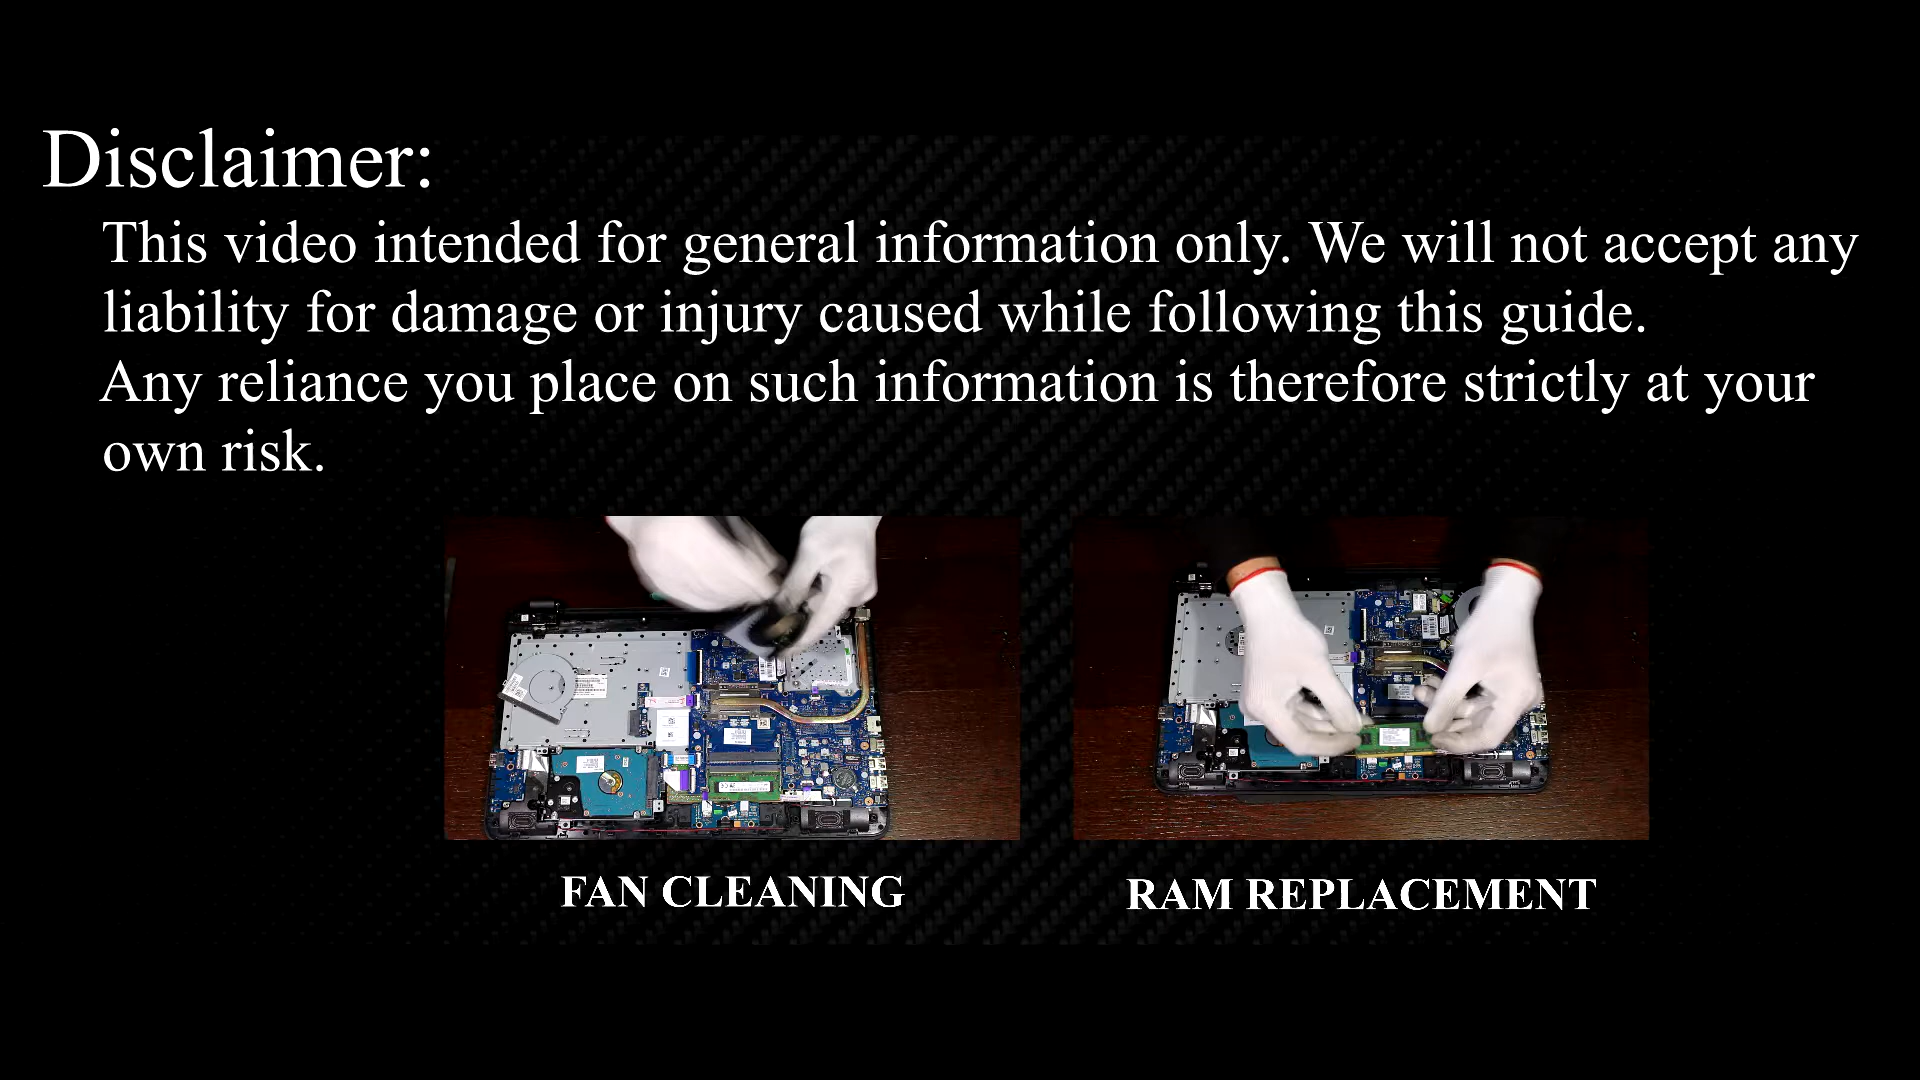 Disclaimer:
This video intended for general information only. We will not accept any
liability for damage or injury caused while following this guide.
Any reliance you place on such information is therefore strictly at your
own risk.
FAN CLEANING
RAM REPLACEMENT